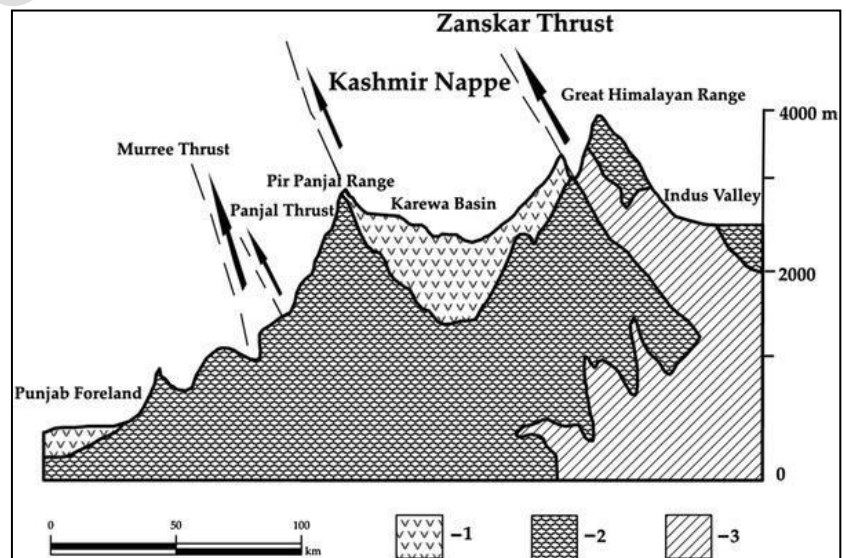 Zanskar Thrust
Kashmir Nappe
Great Himalayan Range
4000 m
Murree Thrust
Pir Panjal Range
Panjal Thrust
Karewa Basin
Indus Valley
2000
Punjab Foreland
0
0 50 100
km
-1 -2 -3